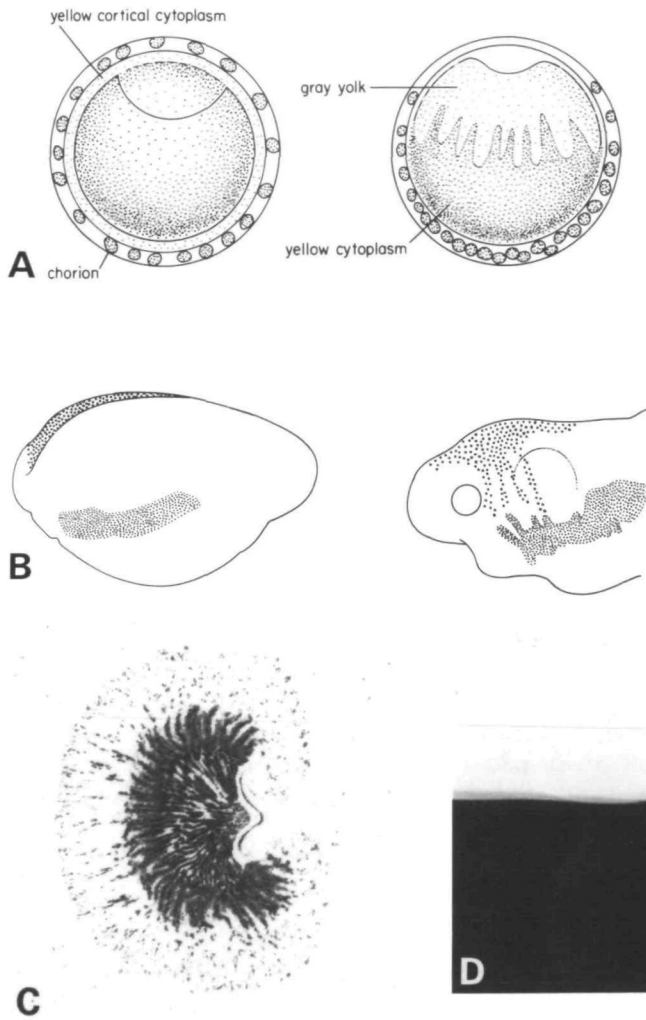 yellow cortical cytoplasm
gray yolk
yellow cytoplasm
A
chorion
B
C
D